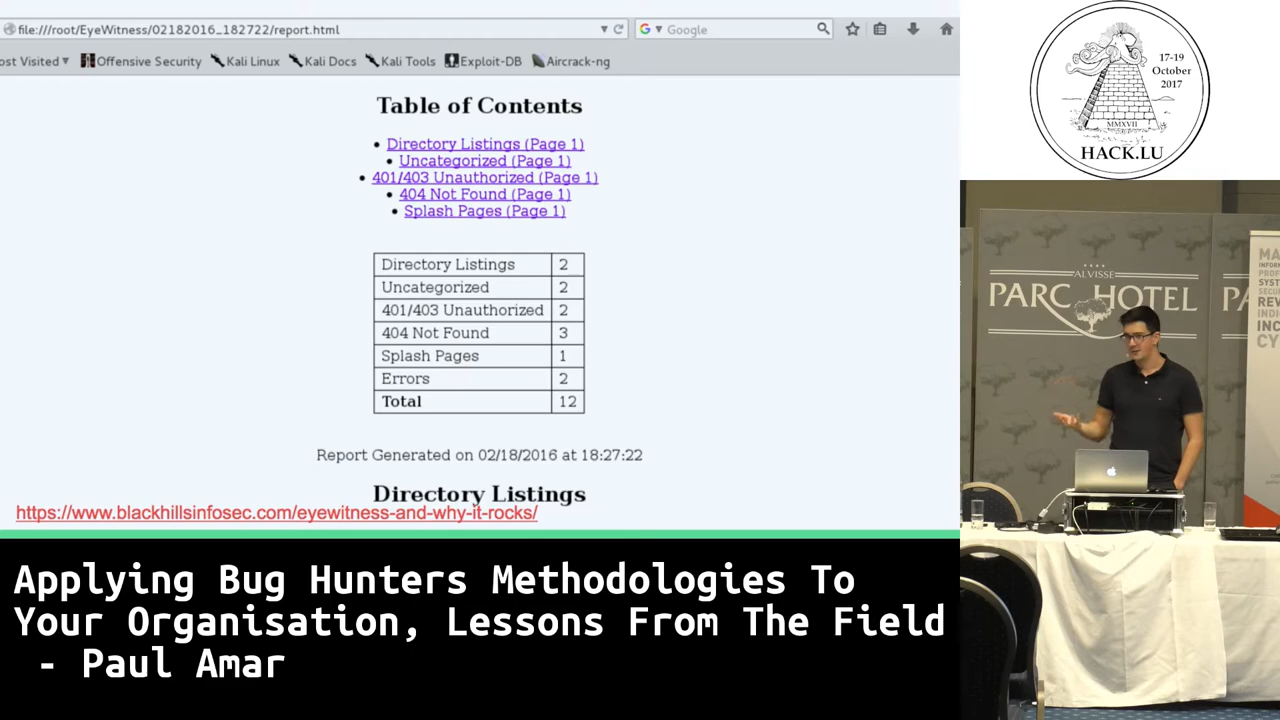 file:///root/EyeWitness/02182016_182722/report.html
Google
ost Visited
Offensive Security
Kali Linux
Kali Docs
Kali Tools
Exploit-DB
Aircrack-ng
Table of Contents
• Directory Listings (Page 1)
• Uncategorized (Page 1)
• 401/403 Unauthorized (Page 1)
• 404 Not Found (Page 1)
• Splash Pages (Page 1)
Directory Listings 2
Uncategorized 2
401/403 Unauthorized 2
404 Not Found 3
Splash Pages 1
Errors 2
Total 12
Report Generated on 02/18/2016 at 18:27:22
Directory Listings
https://www.blackhillsinfosec.com/eyewitness-and-why-it-rocks/
17-19
October
2017
MMXVII
HACK.LU
ALVISSE
PARC HOTEL
Applying Bug Hunters Methodologies To
Your Organisation, Lessons From The Field
- Paul Amar